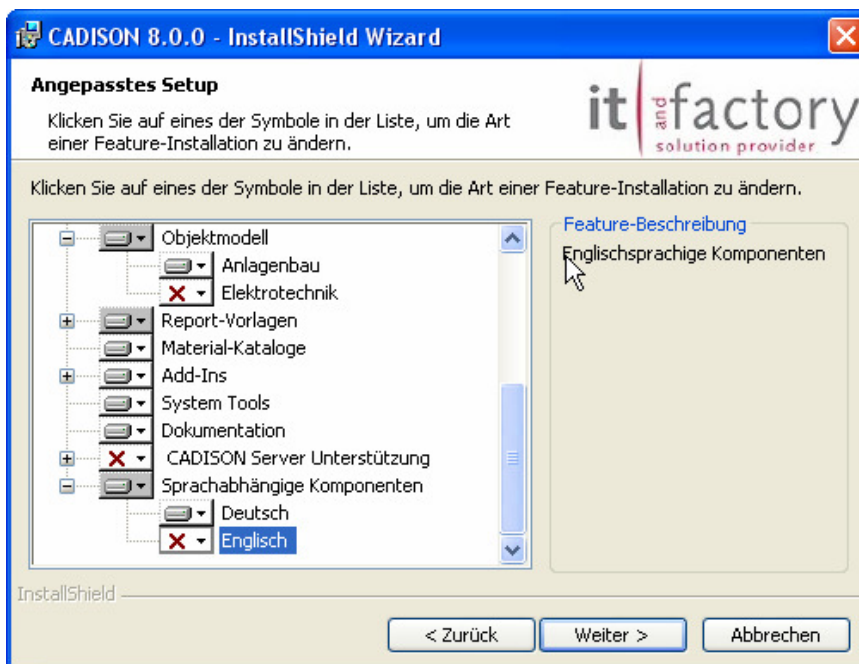 CADISON 8.0.0 - InstallShield Wizard
Angepasstes Setup
Klicken Sie auf eines der Symbole in der Liste, um die Art
einer Feature-Installation zu ändern.
it and factory
solution provider
Klicken Sie auf eines der Symbole in der Liste, um die Art einer Feature-Installation zu ändern.
Objektmodell
Anlagenbau
Elektrotechnik
Report-Vorlagen
Material-Kataloge
Add-Ins
System Tools
Dokumentation
CADISON Server Unterstützung
Sprachabhängige Komponenten
Deutsch
Englisch
Feature-Beschreibung
Englischsprachige Komponenten
InstallShield
< Zurück
Weiter >
Abbrechen